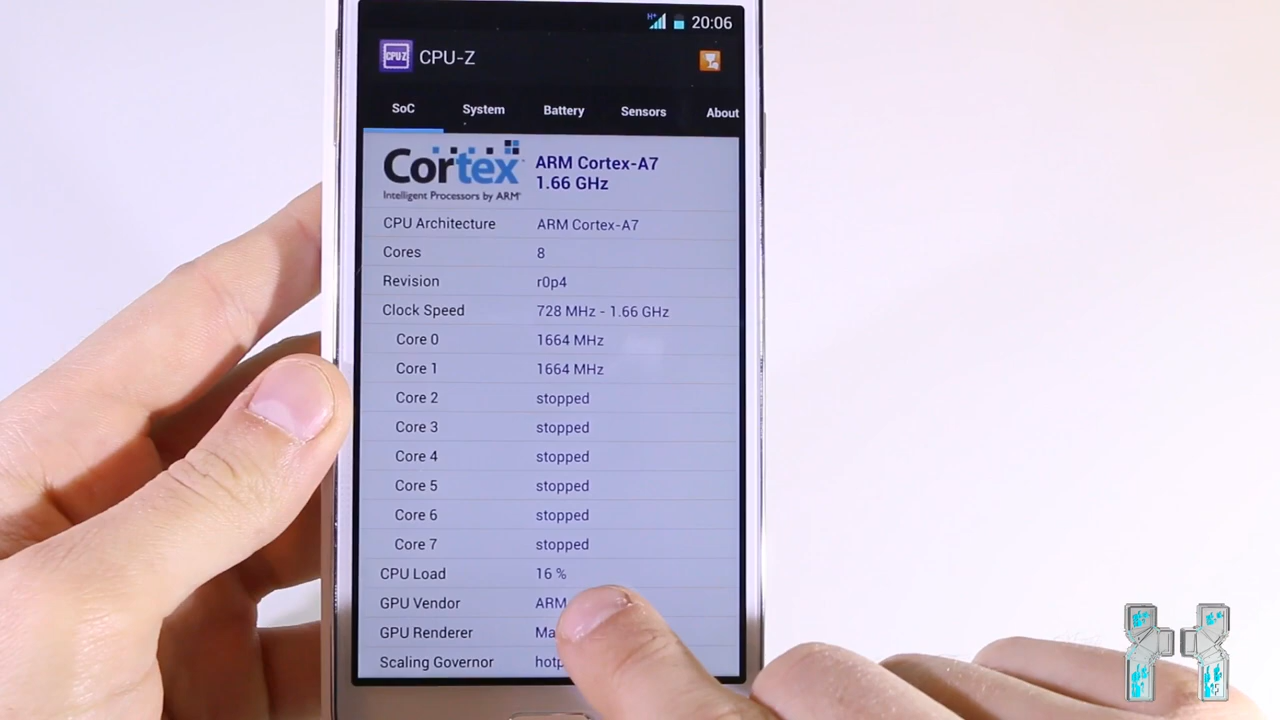 H+ 20:06
CPU-Z CPU-Z
SoC System Battery Sensors About
Cortex
Intelligent Processors by ARM
ARM Cortex-A7
1.66 GHz
CPU Architecture ARM Cortex-A7
Cores 8
Revision r0p4
Clock Speed 728 MHz - 1.66 GHz
Core 0 1664 MHz
Core 1 1664 MHz
Core 2 stopped
Core 3 stopped
Core 4 stopped
Core 5 stopped
Core 6 stopped
Core 7 stopped
CPU Load 16 %
GPU Vendor ARM
GPU Renderer Ma
Scaling Governor hotp